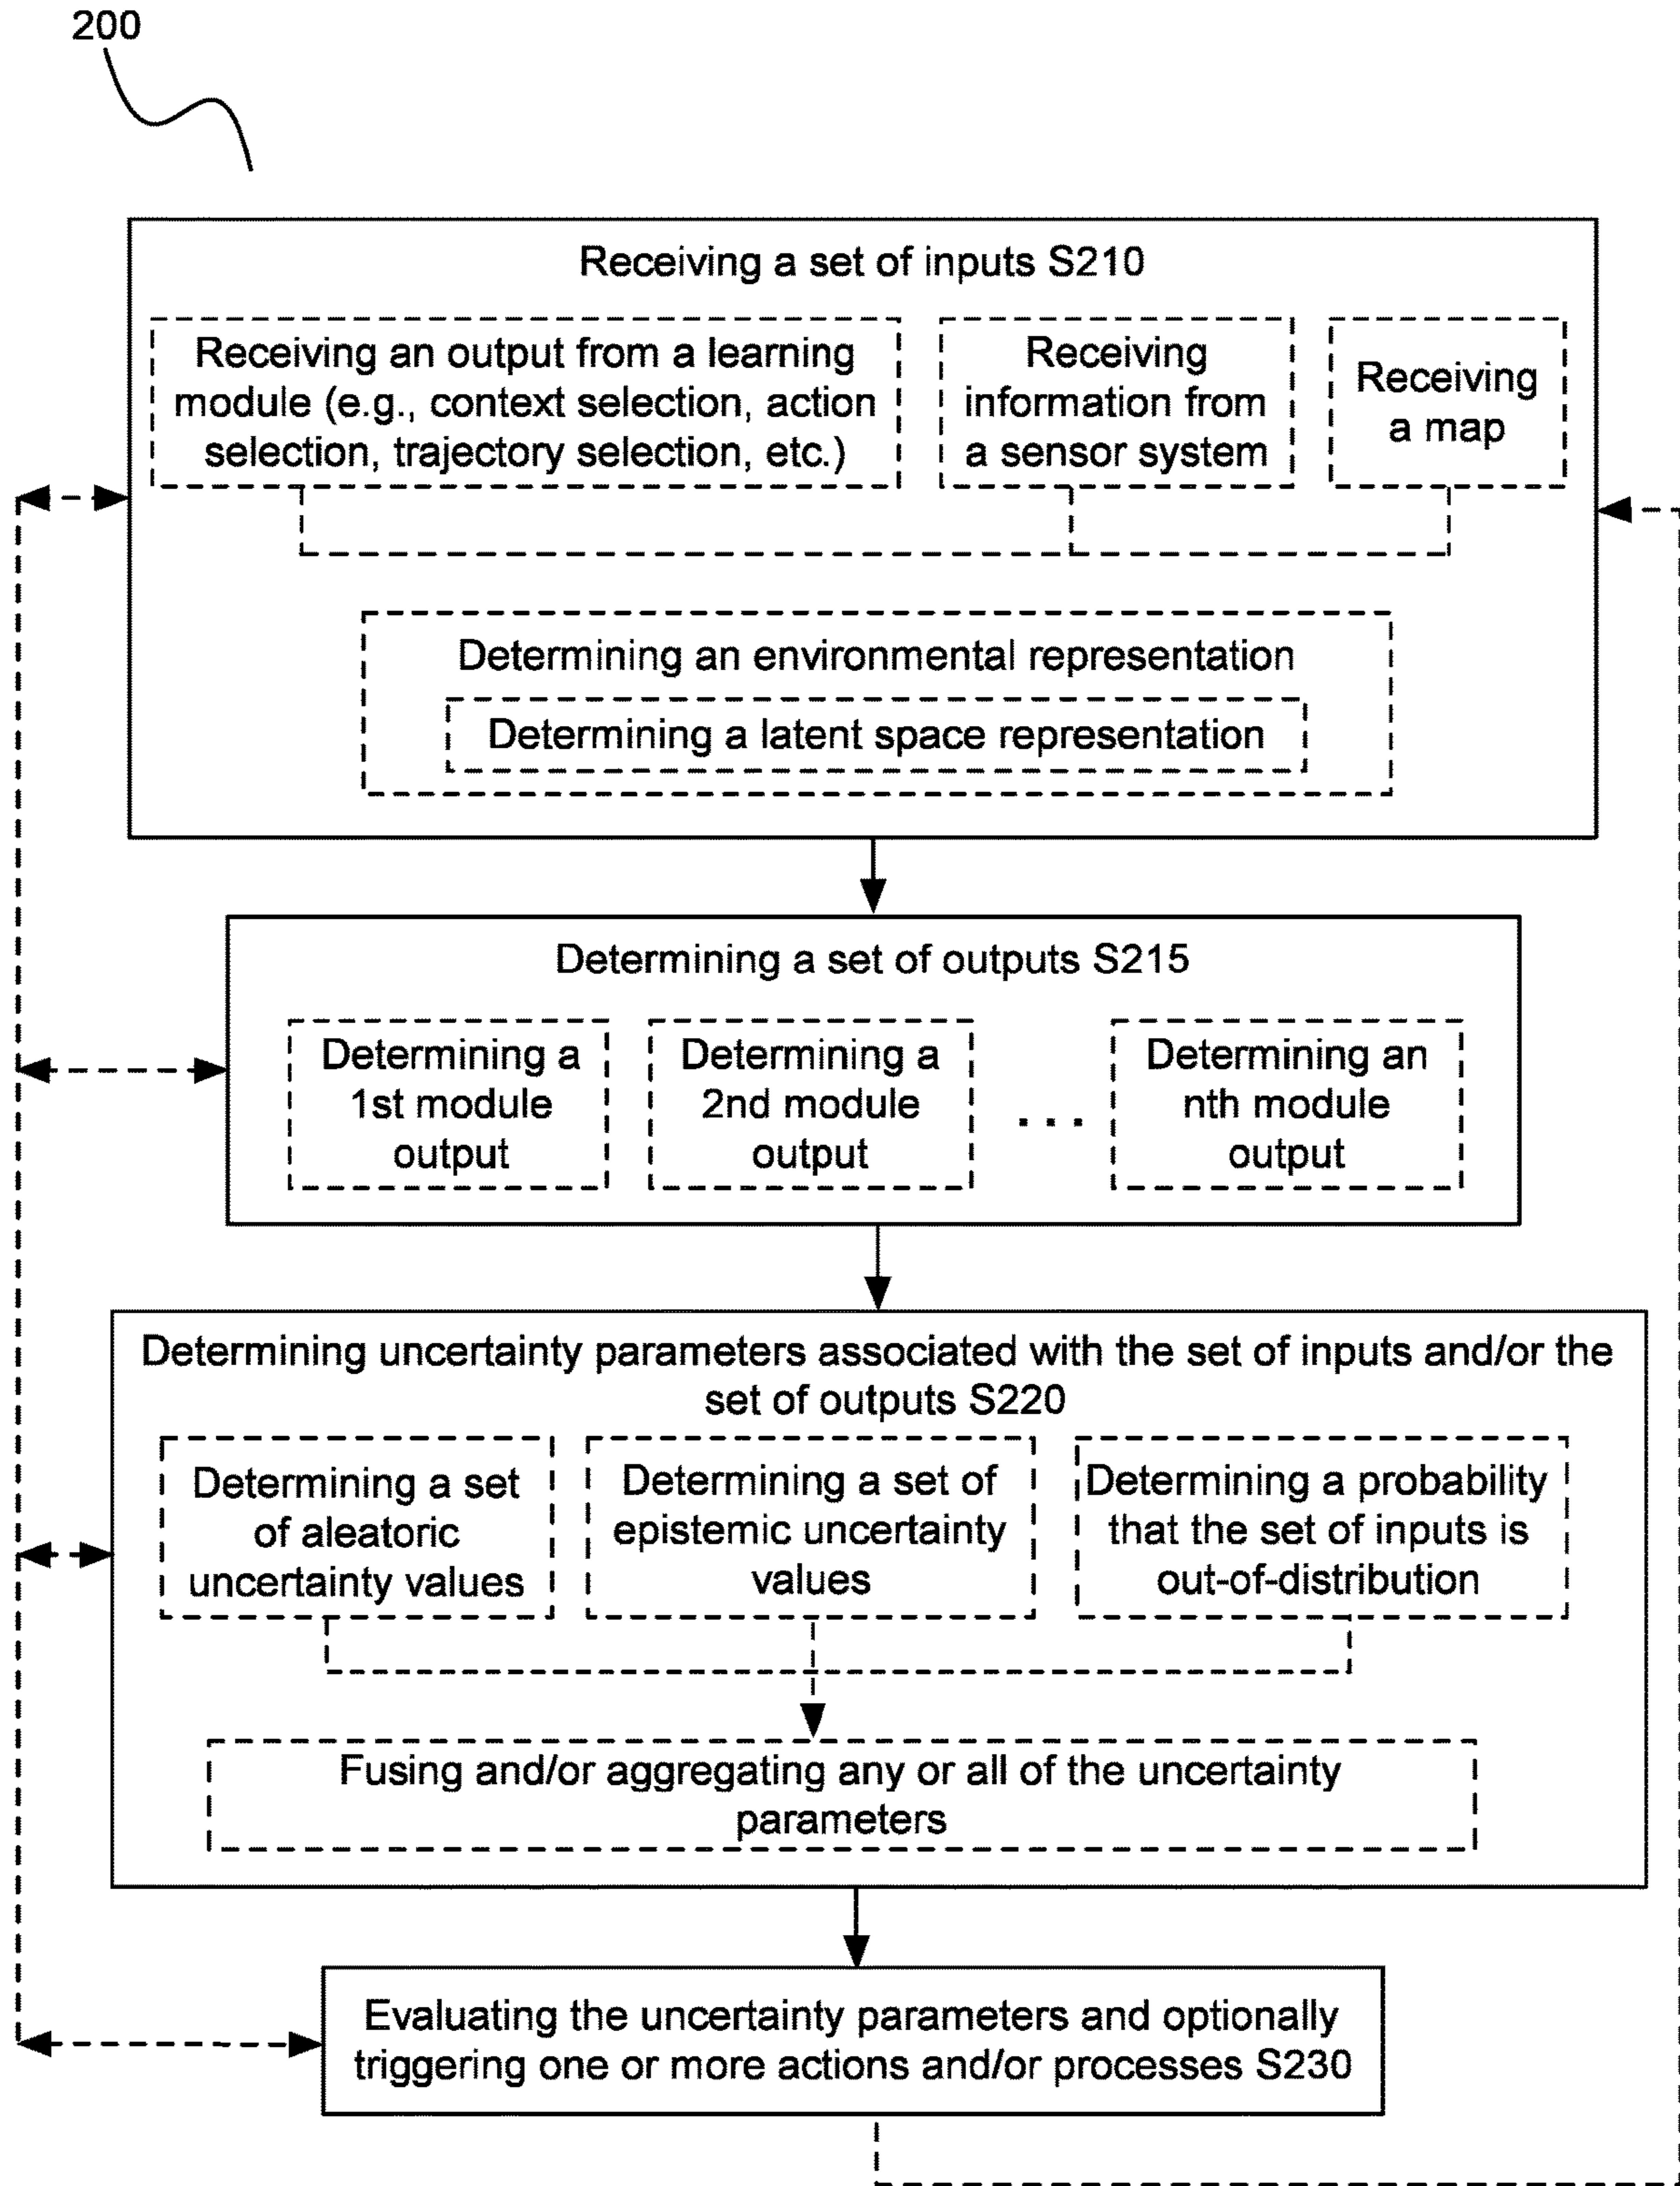 200
Receiving a set of inputs S210
Receiving an output from a learning
module (e.g., context selection, action
selection, trajectory selection, etc.)
Receiving
information from
a sensor system
Receiving
a map
Determining an environmental representation
Determining a latent space representation
Determining a set of outputs S215
Determining a
1st module
output
Determining a
2nd module
output
...
Determining an
nth module
output
Determining uncertainty parameters associated with the set of inputs and/or the
set of outputs S220
Determining a set
of aleatoric
uncertainty values
Determining a set of
epistemic uncertainty
values
Determining a probability
that the set of inputs is
out-of-distribution
Fusing and/or aggregating any or all of the uncertainty
parameters
Evaluating the uncertainty parameters and optionally
triggering one or more actions and/or processes S230